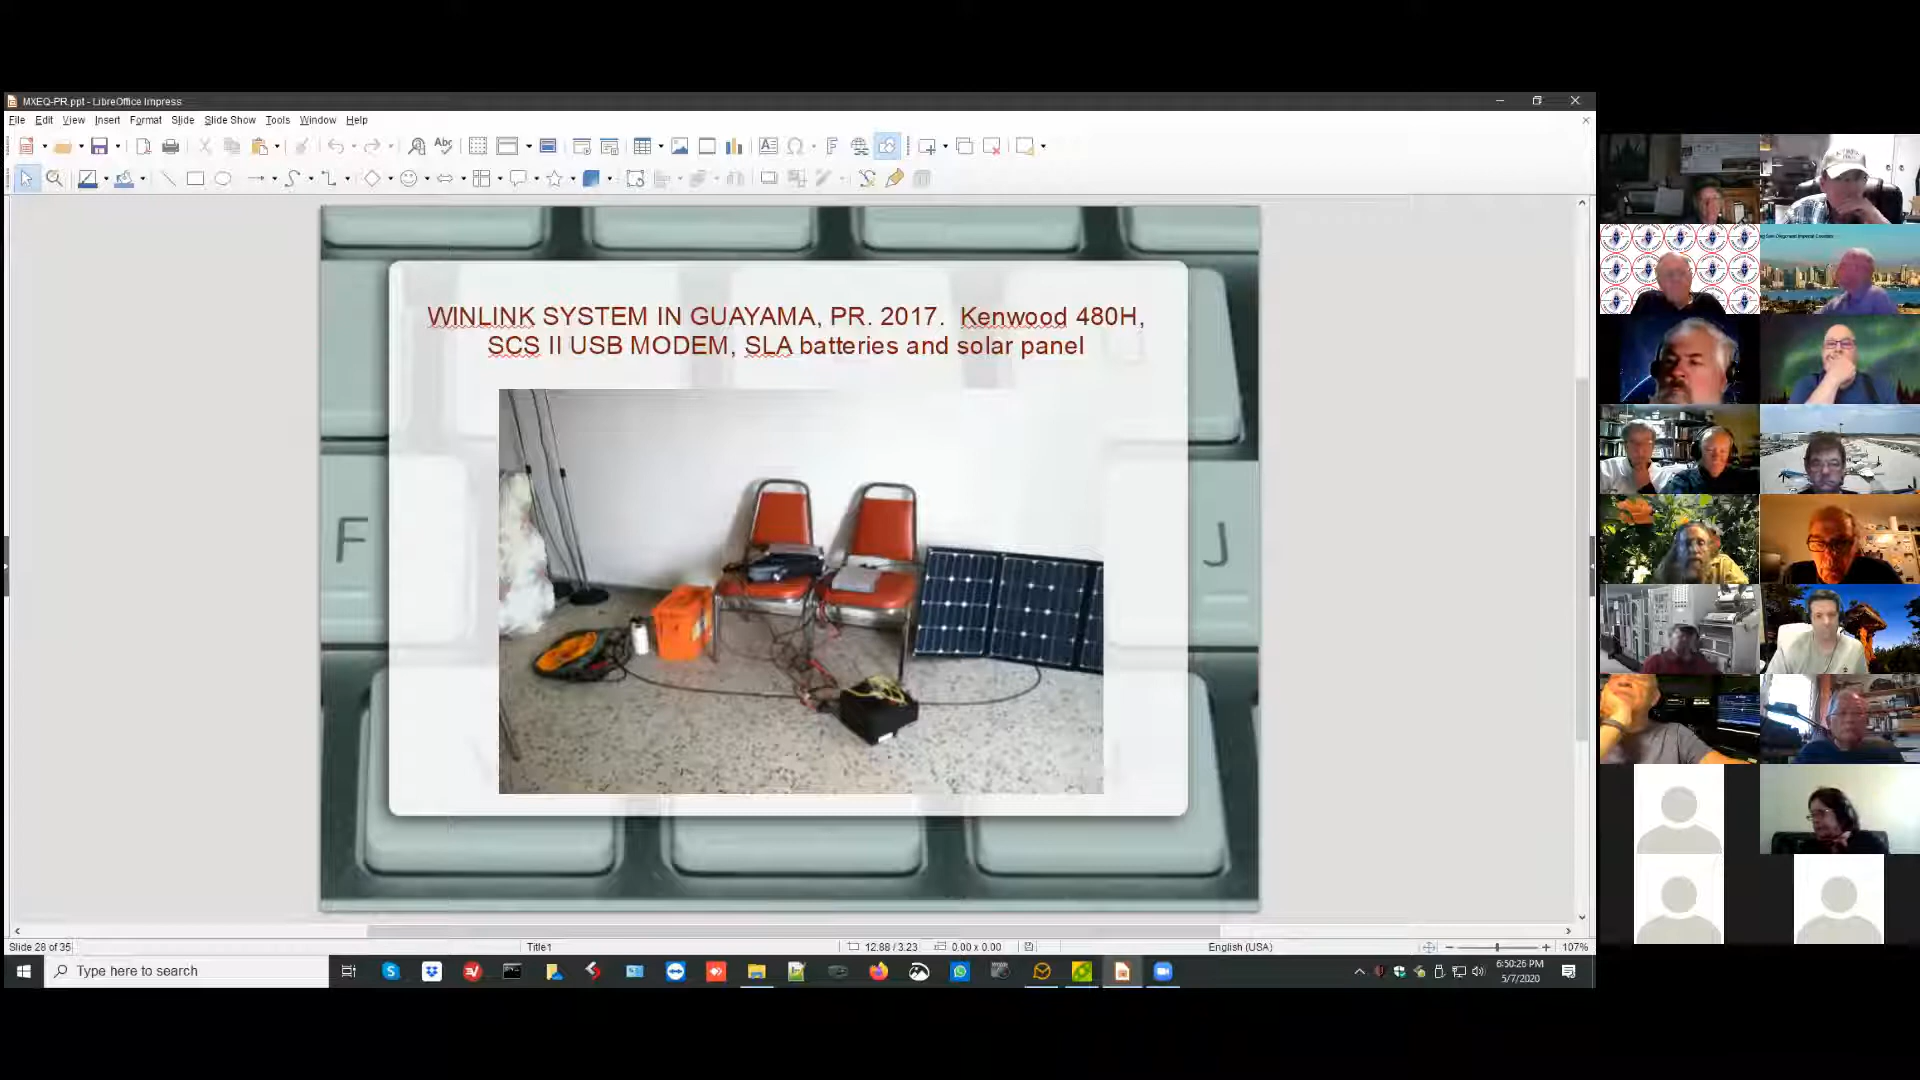 MXEQ-PR.ppt - LibreOffice Impress
File Edit View Insert Format Slide Slide Show Tools Window Help
WINLINK SYSTEM IN GUAYAMA, PR. 2017. Kenwood 480H,
SCS II USB MODEM, SLA batteries and solar panel
F
J
Slide 28 of 35
Title1
12.88 / 3.23
0.00 x 0.00
English (USA)
107%
Type here to search
6:50:26 PM
5/7/2020